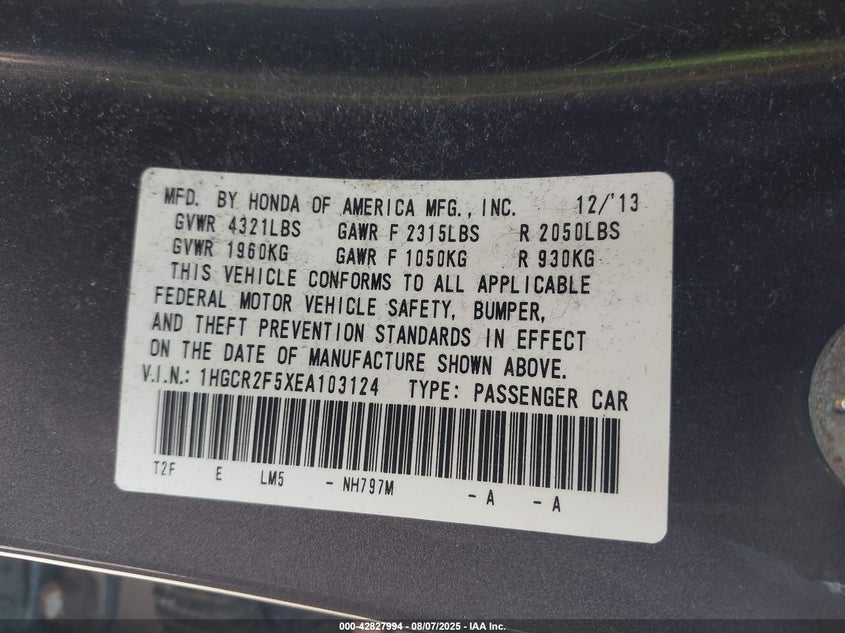 MFD. BY HONDA OF AMERICA MFG., INC. 12/'13
GVWR 4321LBS GAWR F 2315LBS R 2050LBS
GVWR 1960KG GAWR F 1050KG R 930KG
THIS VEHICLE CONFORMS TO ALL APPLICABLE
FEDERAL MOTOR VEHICLE SAFETY, BUMPER,
AND THEFT PREVENTION STANDARDS IN EFFECT
ON THE DATE OF MANUFACTURE SHOWN ABOVE.
V.I.N.: 1HGCR2F5XEA103124 TYPE: PASSENGER CAR
T2F E LM5 - NH797M - A - A
000-42827994 - 08/07/2025 - IAA Inc.